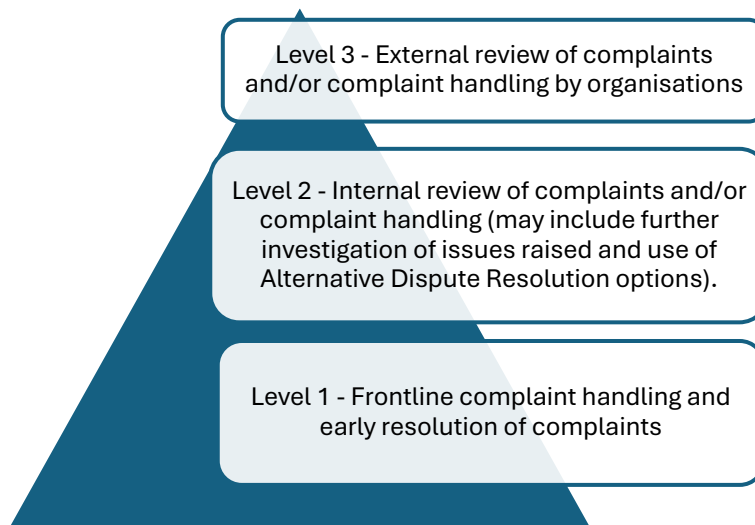 Level 3 - External review of complaints
and/or complaint handling by organisations
Level 2 - Internal review of complaints and/or
complaint handling (may include further
investigation of issues raised and use of
Alternative Dispute Resolution options).
Level 1 - Frontline complaint handling and
early resolution of complaints